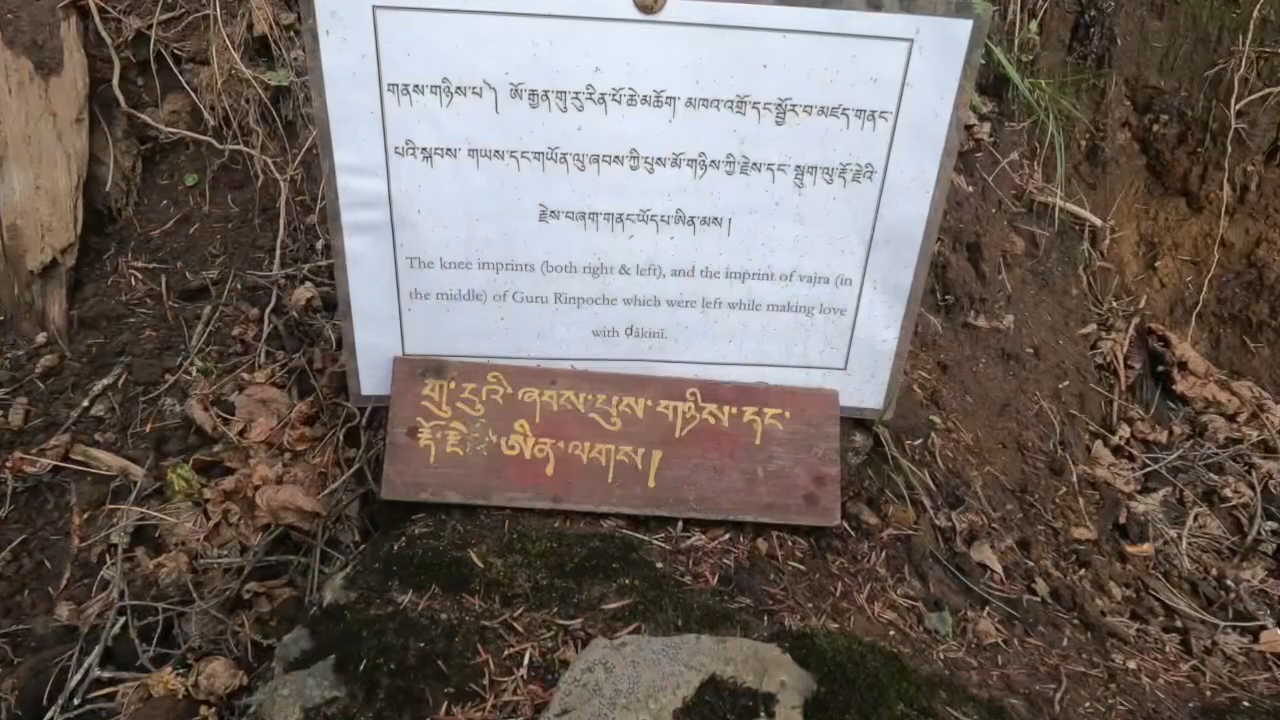 གནས་གཉིས་པ༌། ཨོ་རྒྱན་གུ་རུ་རིན་པོ་ཆེ་མཆོག་ མཁའ་འགྲོ་དང་སྦྱོར་བ་མཛད་གནང་
པའི་སྐབས་ གཡས་དང་གཡོན་ལུ་ཞབས་ཀྱི་པུས་མོ་གཉིས་ཀྱི་རྗེས་དང་ སྦུག་ལུ་རྡོ་རྗེའི་
རྗེས་བཞག་གནང་ཡོདཔ་ཨིན་མས།
The knee imprints (both right & left), and the imprint of vajra (in
the middle) of Guru Rinpoche which were left while making love
with ḍākinī.
གུ་རུའི་ཞབས་པུས་གཉིས་དང་
རྡོ་རྗེ་ཨིན་ལགས།